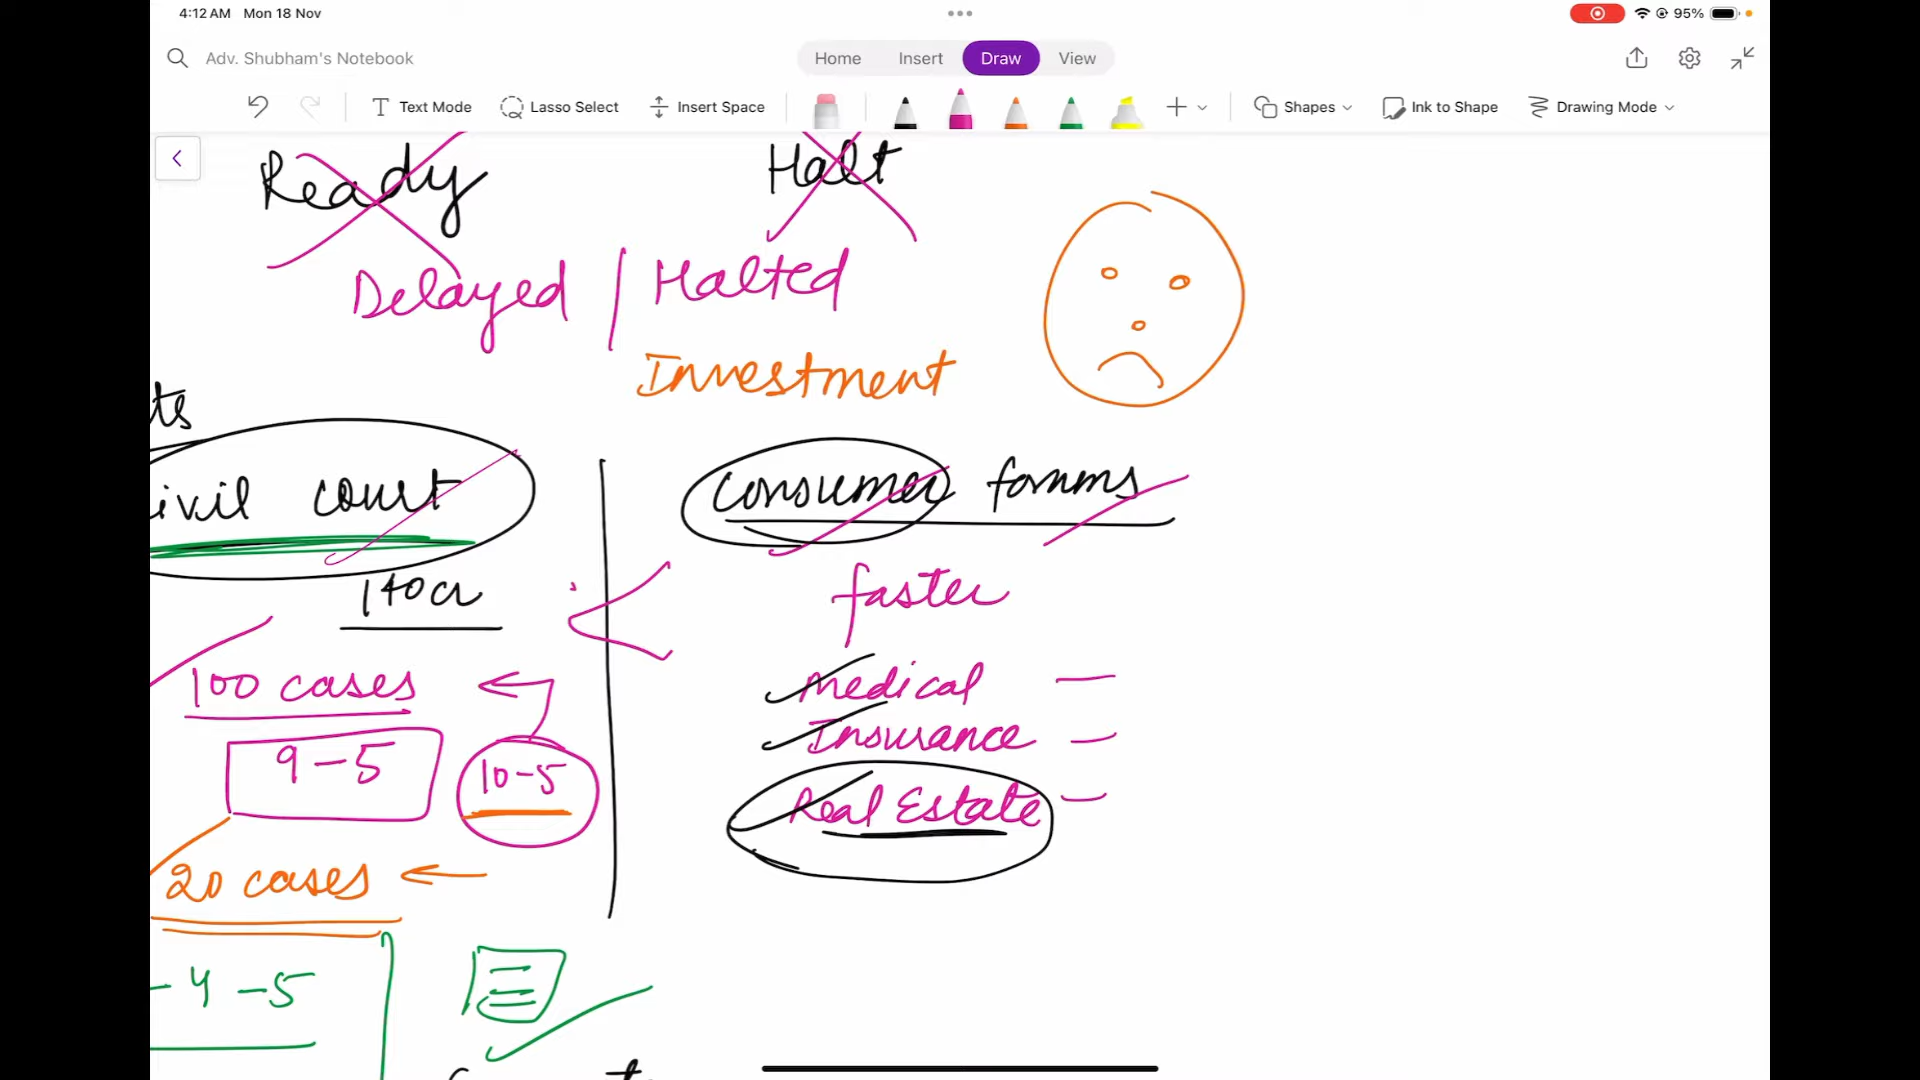 4:12 AM Mon 18 Nov
95%
Adv. Shubham's Notebook
Home Insert Draw View
Text Mode Lasso Select Insert Space Shapes Ink to Shape Drawing Mode
Ready Halt
Delayed | Halted
Investment
ts
ivil court
consumer forums
140cr
faster
100 cases
Medical
9-5
10-5
Insurance
Real Estate
20 cases
- 4 - 5